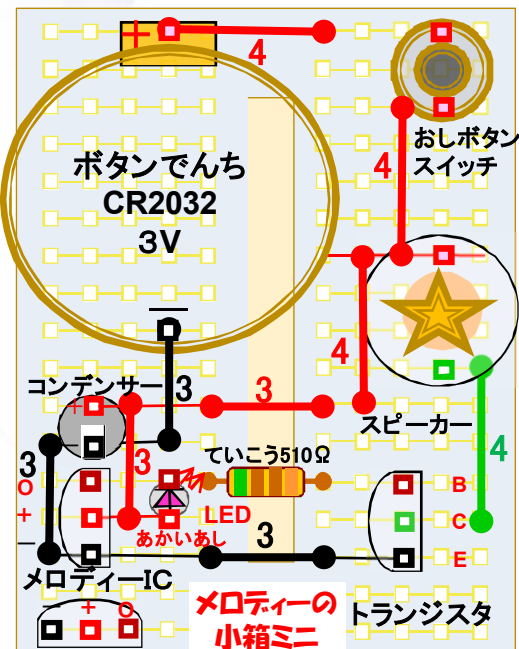 +
4
おしボタン
スイッチ
4
ボタンでんち
CR2032
3V
4
コンデンサー
+
3
3
スピーカー
3
3
ていこう510Ω
4
O
+
−
LED
あかいあし
B
C
E
3
メロディーIC
− + O
メロディーの
小箱ミニ
トランジスタ